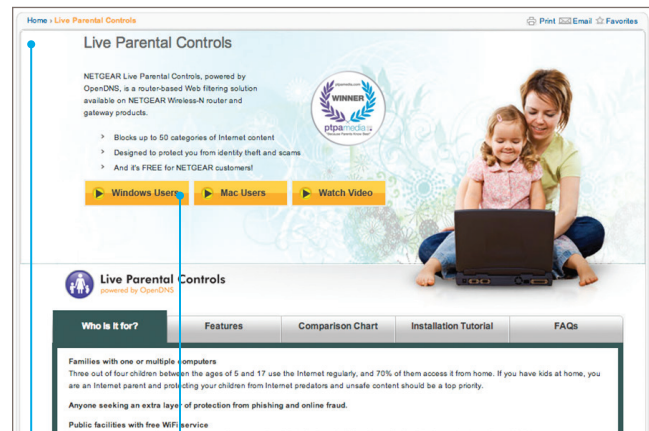 Home › Live Parental Controls
Print Email Favorites
Live Parental Controls
NETGEAR Live Parental Controls, powered by
OpenDNS, is a router-based Web filtering solution
available on NETGEAR Wireless-N router and
gateway products.
› Blocks up to 50 categories of Internet content
› Designed to protect you from identity theft and scams
› And it's FREE for NETGEAR customers!
WINNER
ptpamedia
Windows Users
Mac Users
Watch Video
Live Parental Controls
powered by OpenDNS
Who Is It for?
Features
Comparison Chart
Installation Tutorial
FAQs
Families with one or multiple computers
Three out of four children between the ages of 5 and 17 use the Internet regularly, and 70% of them access it from home. If you have kids at home, you
are an Internet parent and protecting your children from Internet predators and unsafe content should be a top priority.
Anyone seeking an extra layer of protection from phishing and online fraud.
Public facilities with free WiFi service